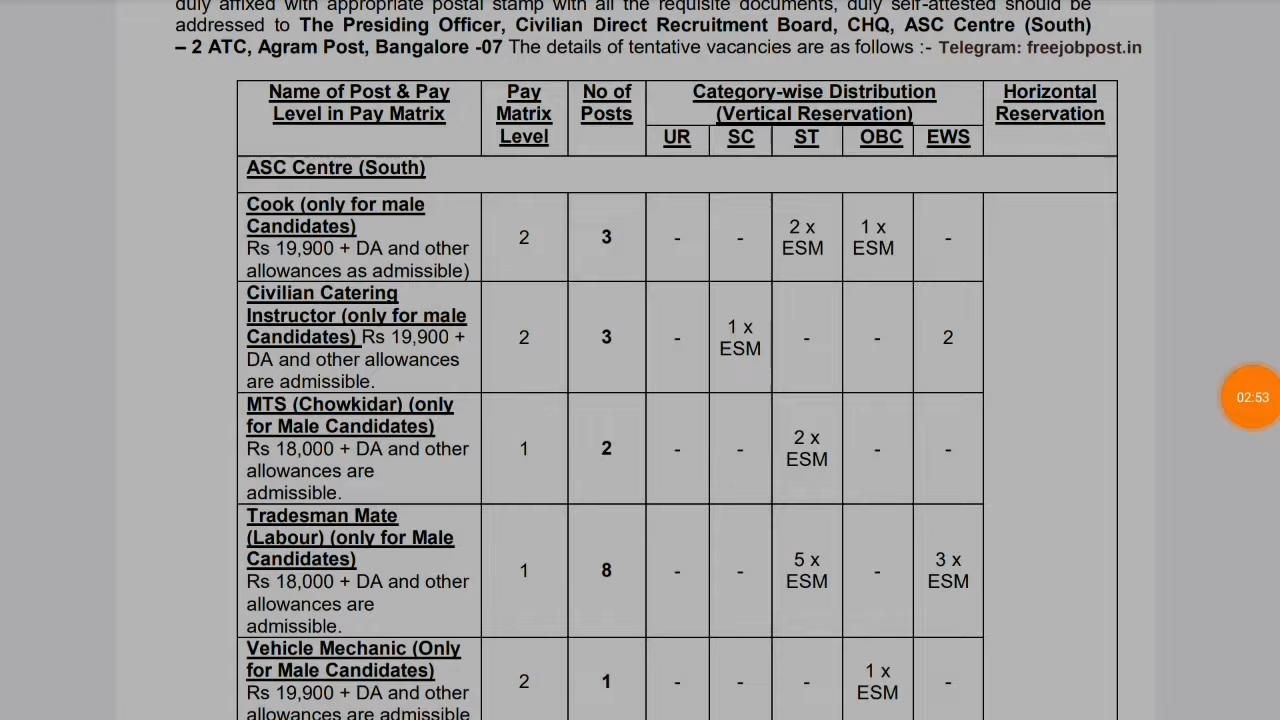 duly affixed with appropriate postal stamp with all the requisite documents, duly self-attested should be
addressed to The Presiding Officer, Civilian Direct Recruitment Board, CHQ, ASC Centre (South)
– 2 ATC, Agram Post, Bangalore -07 The details of tentative vacancies are as follows :- Telegram: freejobpost.in
Name of Post & Pay Level in Pay Matrix
Pay Matrix Level
No of Posts
Category-wise Distribution
(Vertical Reservation)
Horizontal Reservation
UR SC ST OBC EWS
ASC Centre (South)
Cook (only for male
Candidates)
Rs 19,900 + DA and other
allowances as admissible)
2 3 - - 2 x ESM 1 x ESM -
Civilian Catering
Instructor (only for male
Candidates) Rs 19,900 +
DA and other allowances
are admissible.
2 3 - 1 x ESM - - 2
MTS (Chowkidar) (only
for Male Candidates)
Rs 18,000 + DA and other
allowances are
admissible.
1 2 - - 2 x ESM - -
Tradesman Mate
(Labour) (only for Male
Candidates)
Rs 18,000 + DA and other
allowances are
admissible.
1 8 - - 5 x ESM - 3 x ESM
Vehicle Mechanic (Only
for Male Candidates)
Rs 19,900 + DA and other
allowances are admissible
2 1 - - - 1 x ESM -
02:53